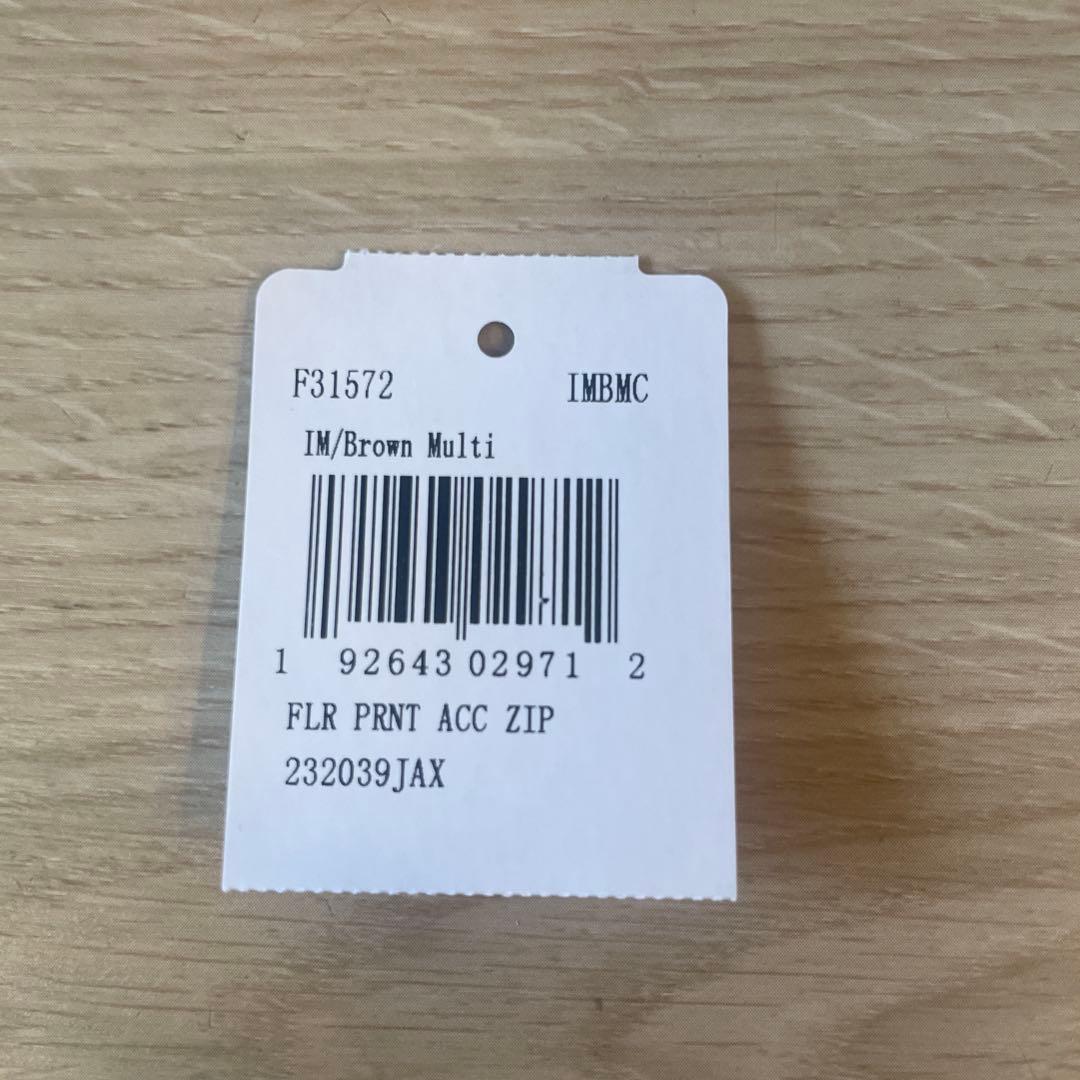 F31572 IMBMC
IM/Brown Multi
1 92643 02971 2
FLR PRNT ACC ZIP
232039JAX